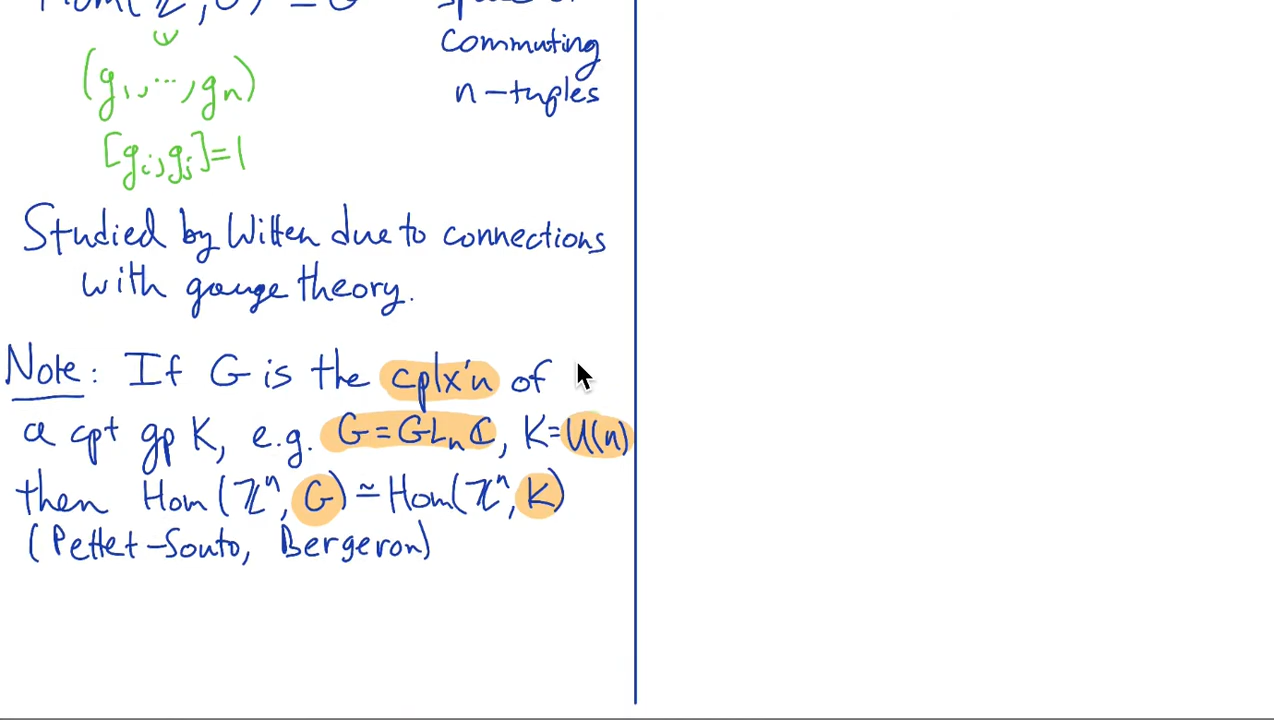 Hom(ℤ
commuting
(g₁, ..., gₙ)
n-tuples
[gᵢ, gⱼ]=1
Studied by Witten due to connections
with gauge theory.
Note: If G is the cplx'n of
a cpt gp K, e.g. G=GLₙℂ, K=U(n)
then Hom(ℤⁿ, G) ≃ Hom(ℤⁿ, K)
(Pettet-Souto, Bergeron)